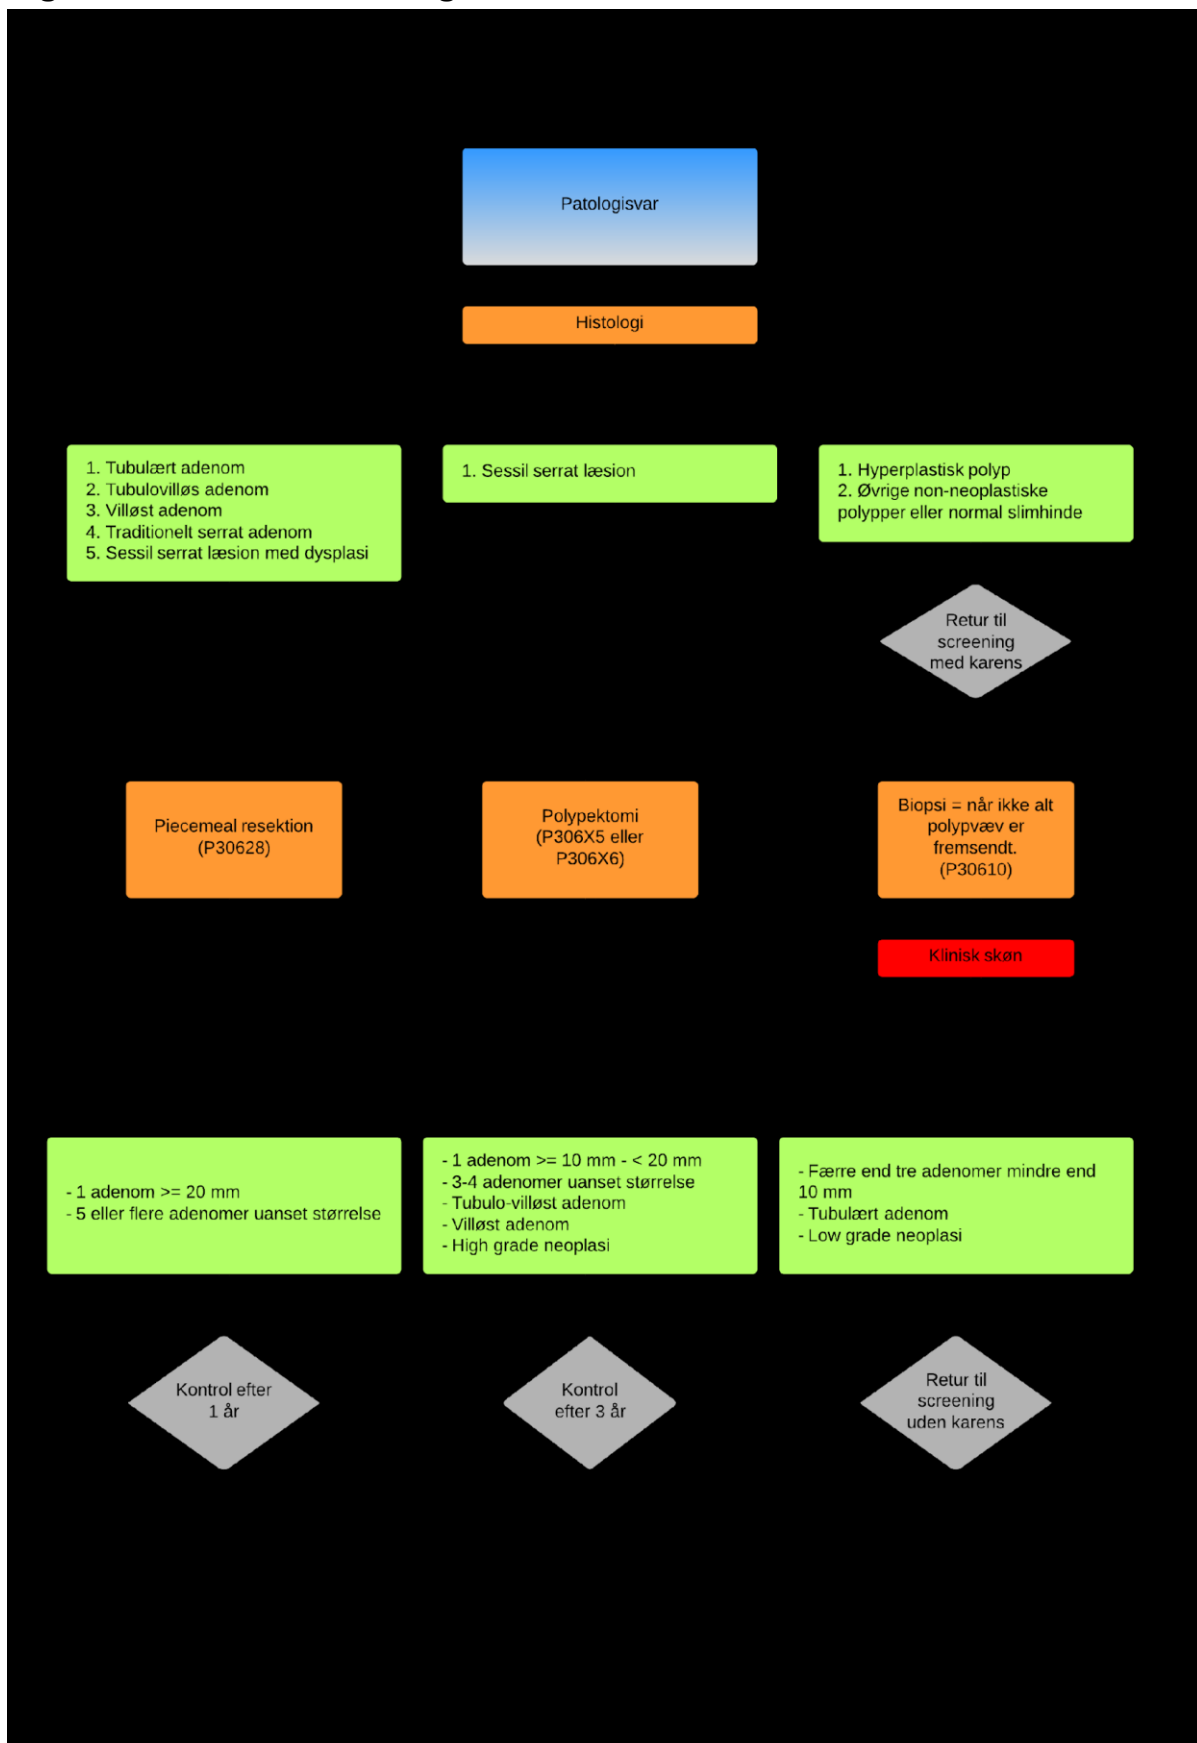 Patologisvar
Histologi
1. Tubulært adenom
2. Tubulovilløs adenom
3. Villøst adenom
4. Traditionelt serrat adenom
5. Sessil serrat læsion med dysplasi
1. Sessil serrat læsion
1. Hyperplastisk polyp
2. Øvrige non-neoplastiske
polypper eller normal slimhinde
Retur til
screening
med karens
Piecemeal resektion
(P30628)
Polypektomi
(P306X5 eller
P306X6)
Biopsi = når ikke alt
polypvæv er
fremsendt.
(P30610)
Klinisk skøn
- 1 adenom >= 20 mm
- 5 eller flere adenomer uanset størrelse
- 1 adenom >= 10 mm - < 20 mm
- 3-4 adenomer uanset størrelse
- Tubulo-villøst adenom
- Villøst adenom
- High grade neoplasi
- Færre end tre adenomer mindre end
10 mm
- Tubulært adenom
- Low grade neoplasi
Kontrol efter
1 år
Kontrol
efter 3 år
Retur til
screening
uden karens